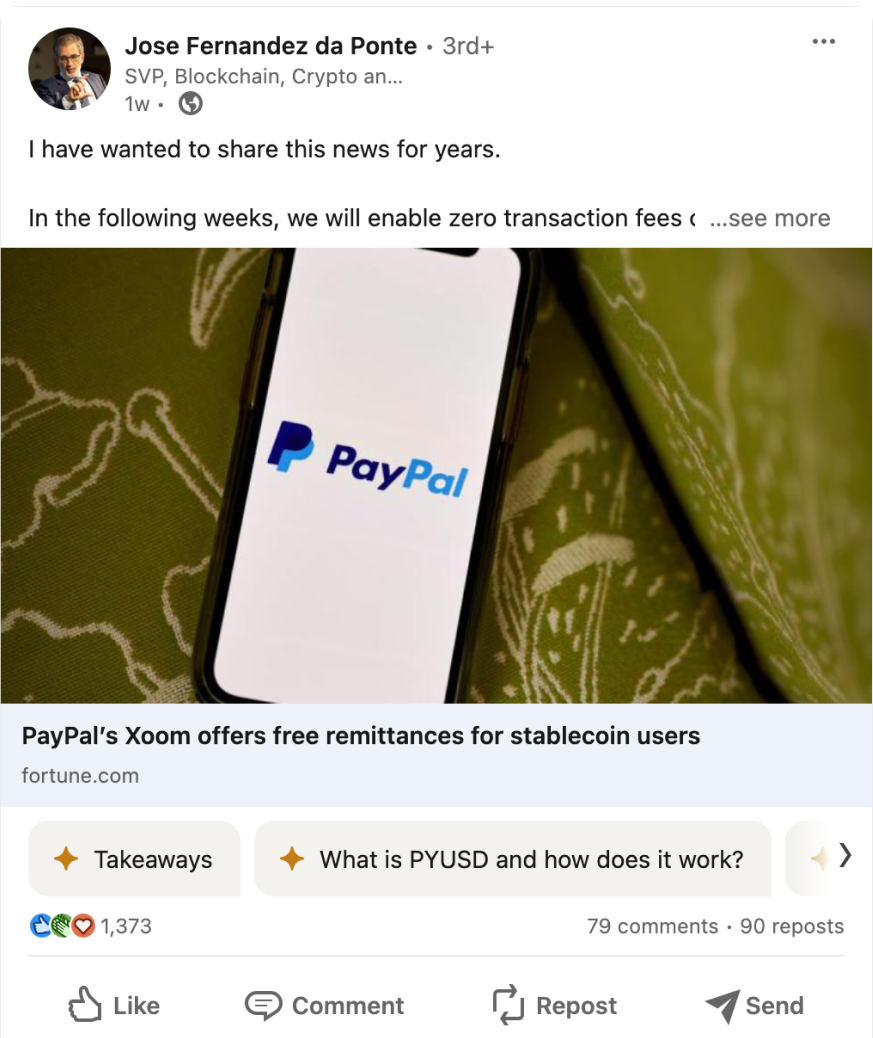 Jose Fernandez da Ponte • 3rd+
SVP, Blockchain, Crypto an...
1w •
I have wanted to share this news for years.
In the following weeks, we will enable zero transaction fees ...see more
PayPal
PayPal's Xoom offers free remittances for stablecoin users
fortune.com
Takeaways
What is PYUSD and how does it work?
1,373
79 comments • 90 reposts
Like
Comment
Repost
Send